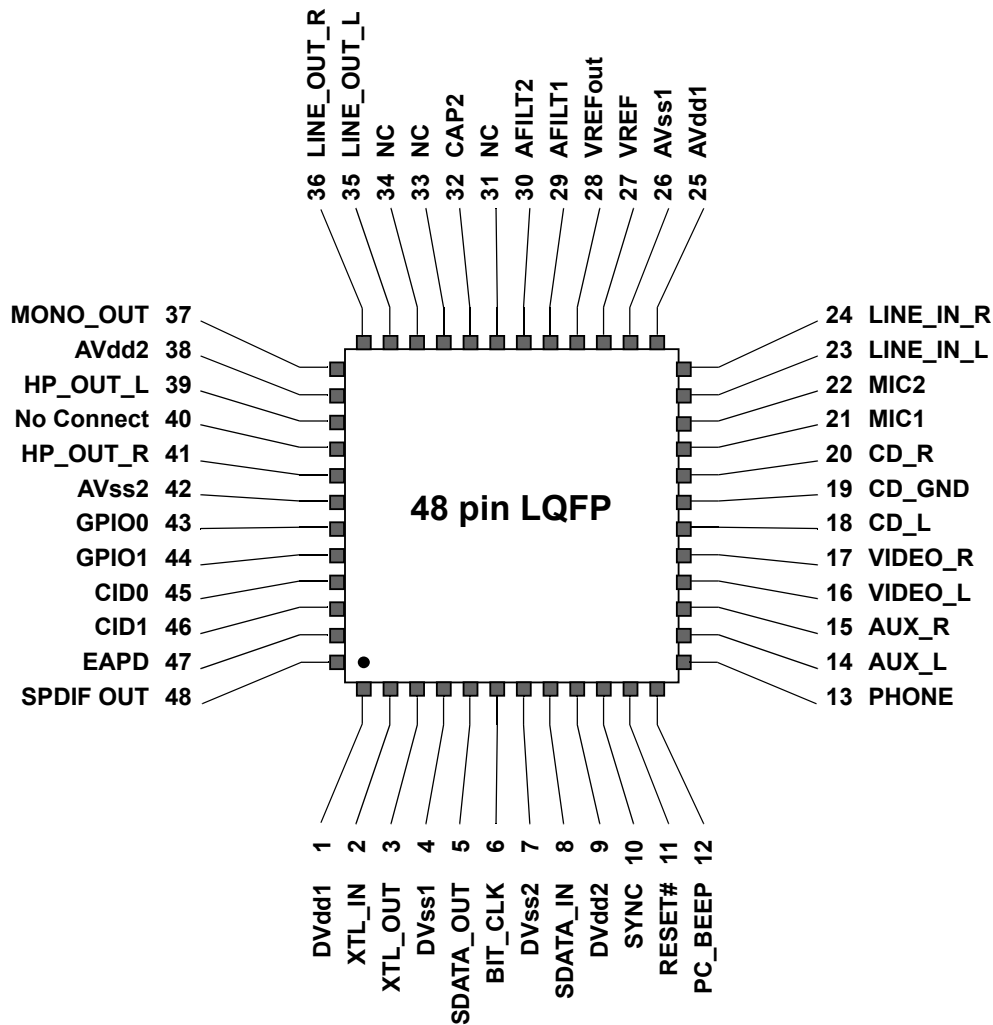 36 LINE_OUT_R
35 LINE_OUT_L
34 NC
33 NC
32 CAP2
31 NC
30 AFILT2
29 AFILT1
28 VREFout
27 VREF
26 AVss1
25 AVdd1
MONO_OUT 37
AVdd2 38
HP_OUT_L 39
No Connect 40
HP_OUT_R 41
AVss2 42
GPIO0 43
GPIO1 44
CID0 45
CID1 46
EAPD 47
SPDIF OUT 48
48 pin LQFP
24 LINE_IN_R
23 LINE_IN_L
22 MIC2
21 MIC1
20 CD_R
19 CD_GND
18 CD_L
17 VIDEO_R
16 VIDEO_L
15 AUX_R
14 AUX_L
13 PHONE
DVdd1 1
XTL_IN 2
XTL_OUT 3
DVss1 4
SDATA_OUT 5
BIT_CLK 6
DVss2 7
SDATA_IN 8
DVdd2 9
SYNC 10
RESET# 11
PC_BEEP 12